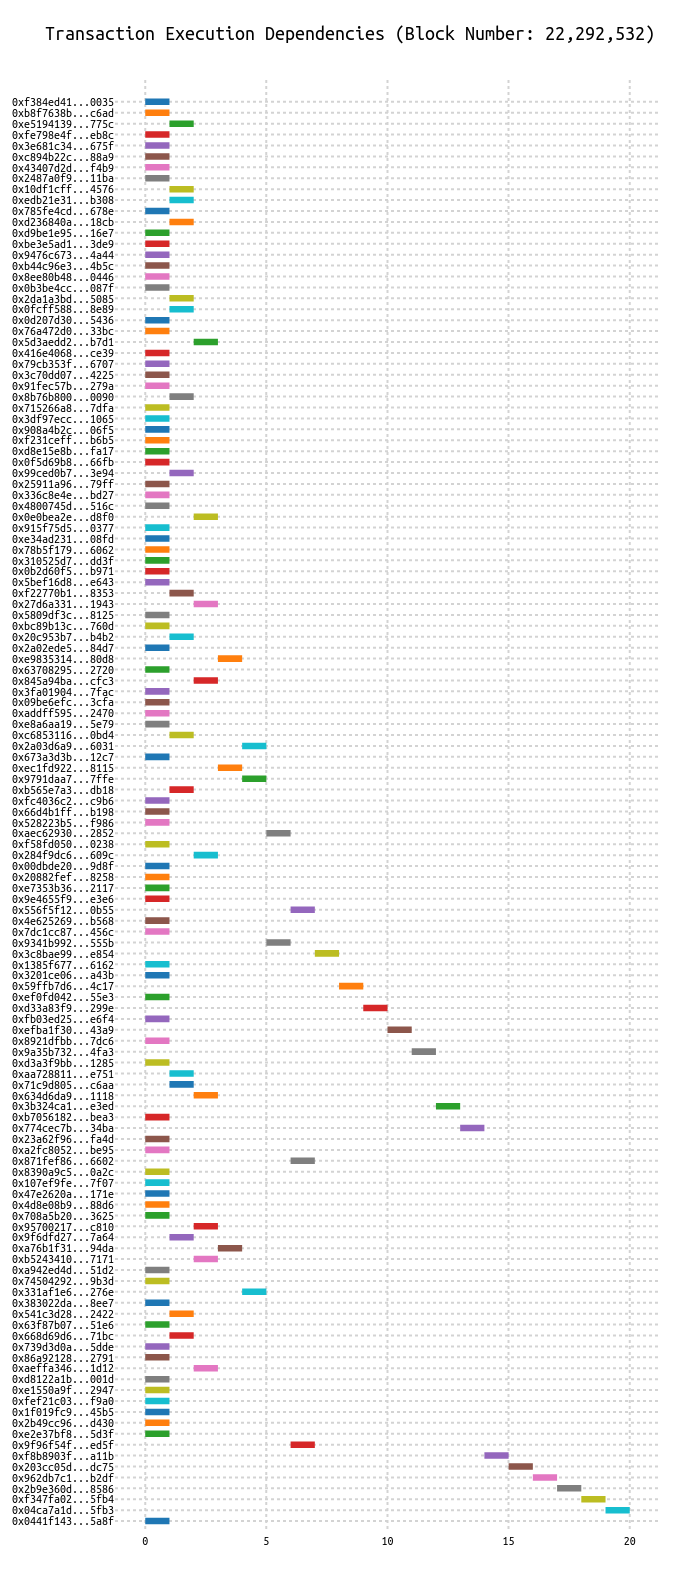 Transaction Execution Dependencies (Block Number: 22,292,532)
0xf384ed41...0035
0xb8f7638b...c6ad
0xe5194139...775c
0xfe798e4f...eb8c
0x3e681c34...675f
0xc894b22c...88a9
0x43407d2d...f4b9
0x2487a0f9...11ba
0x10df1cff...4576
0xedb21e31...b308
0x785fe4cd...678e
0xd236840a...18cb
0xd9be1e95...16e7
0xbe3e5ad1...3de9
0x9476c673...4a44
0xb44c96e3...4b5c
0x8ee80b48...0446
0x0b3be4cc...087f
0x2da1a3bd...5085
0x0fcff588...8e89
0x0d207d30...5436
0x76a472d0...33bc
0x5d3aedd2...b7d1
0x416e4068...ce39
0x79cb353f...6707
0x3c70dd07...4225
0x91fec57b...279a
0x8b76b800...0090
0x715266a8...7dfa
0x3df97ecc...1065
0x908a4b2c...06f5
0xf231ceff...b6b5
0xd8e15e8b...fa17
0x0f5d69b8...66fb
0x99ced0b7...3e94
0x25911a96...79ff
0x336c8e4e...bd27
0x4800745d...516c
0x0e0bea2e...d8f0
0x915f75d5...0377
0xe34ad231...08fd
0x78b5f179...6062
0x310525d7...dd3f
0x0b2d60f5...b971
0x5bef16d8...e643
0xf22770b1...8353
0x27d6a331...1943
0x5809df3c...8125
0xbc89b13c...760d
0x20c953b7...b4b2
0x2a02ede5...84d7
0xe9835314...80d8
0x63708295...2720
0x845a94ba...cfc3
0x3fa01904...7fac
0x09be6efc...3cfa
0xaddff595...2470
0xe8a6aa19...5e79
0xc6853116...0bd4
0x2a03d6a9...6031
0x673a3d3b...12c7
0xec1fd922...8115
0x9791daa7...7ffe
0xb565e7a3...db18
0xfc4036c2...c9b6
0x66d4b1ff...b198
0x528223b5...f986
0xaec62930...2852
0xf58fd050...0238
0x284f9dc6...609c
0x00dbde20...9d8f
0x20882fef...8258
0xe7353b36...2117
0x9e4655f9...e3e6
0x556f5f12...0b55
0x4e625269...b568
0x7dc1cc87...456c
0x9341b992...555b
0x3c8bae99...e854
0x1385f677...6162
0x3201ce06...a43b
0x59ffb7d6...4c17
0xef0fd042...55e3
0xd33a83f9...299e
0xfb03ed25...e6f4
0xefba1f30...43a9
0x8921dfbb...7dc6
0x9a35b732...4fa3
0xd3a3f9bb...1285
0xaa728811...e751
0x71c9d805...c6aa
0x634d6da9...1118
0x3b324ca1...e3ed
0xb7056182...bea3
0x774cec7b...34ba
0x23a62f96...fa4d
0xa2fc8052...be95
0x871fef86...6602
0x8390a9c5...0a2c
0x107ef9fe...7f07
0x47e2620a...171e
0x4d8e08b9...88d6
0x708a5b20...3625
0x95700217...c810
0x9f6dfd27...7a64
0xa76b1f31...94da
0xb5243410...7171
0xa942ed4d...51d2
0x74504292...9b3d
0x331af1e6...276e
0x383022da...8ee7
0x541c3d28...2422
0x63f87b07...51e6
0x668d69d6...71bc
0x739d3d0a...5dde
0x86a92128...2791
0xaeffa346...1d12
0xd8122a1b...001d
0xe1550a9f...2947
0xfef21c03...f9a0
0x1f019fc9...45b5
0x2b49cc96...d430
0xe2e37bf8...5d3f
0x9f96f54f...ed5f
0xf8b8903f...a11b
0x203cc05d...dc75
0x962db7c1...b2df
0x2b9e360d...8586
0xf347fa02...5fb4
0x04ca7a1d...5fb3
0x0441f143...5a8f
0 5 10 15 20